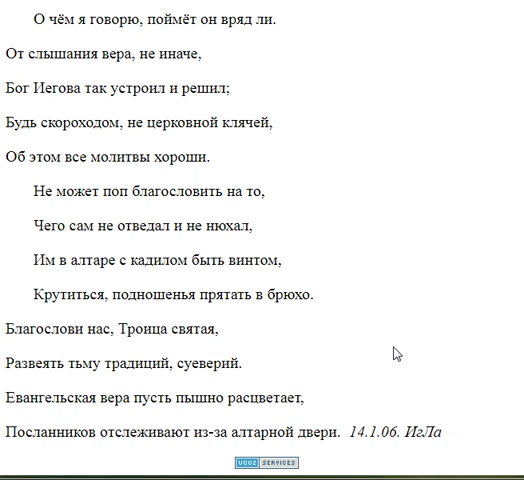 О чём я говорю, поймёт он вряд ли.
От слышания вера, не иначе,
Бог Иегова так устроил и решил;
Будь скороходом, не церковной клячей,
Об этом все молитвы хороши.
Не может поп благословить на то,
Чего сам не отведал и не нюхал,
Им в алтаре с кадилом быть винтом,
Крутиться, подношенья прятать в брюхо.
Благослови нас, Троица святая,
Развеять тьму традиций, суеверий.
Евангельская вера пусть пышно расцветает,
Посланников отслеживают из-за алтарной двери. 14.1.06. ИгЛа
UCOZ SERVICES